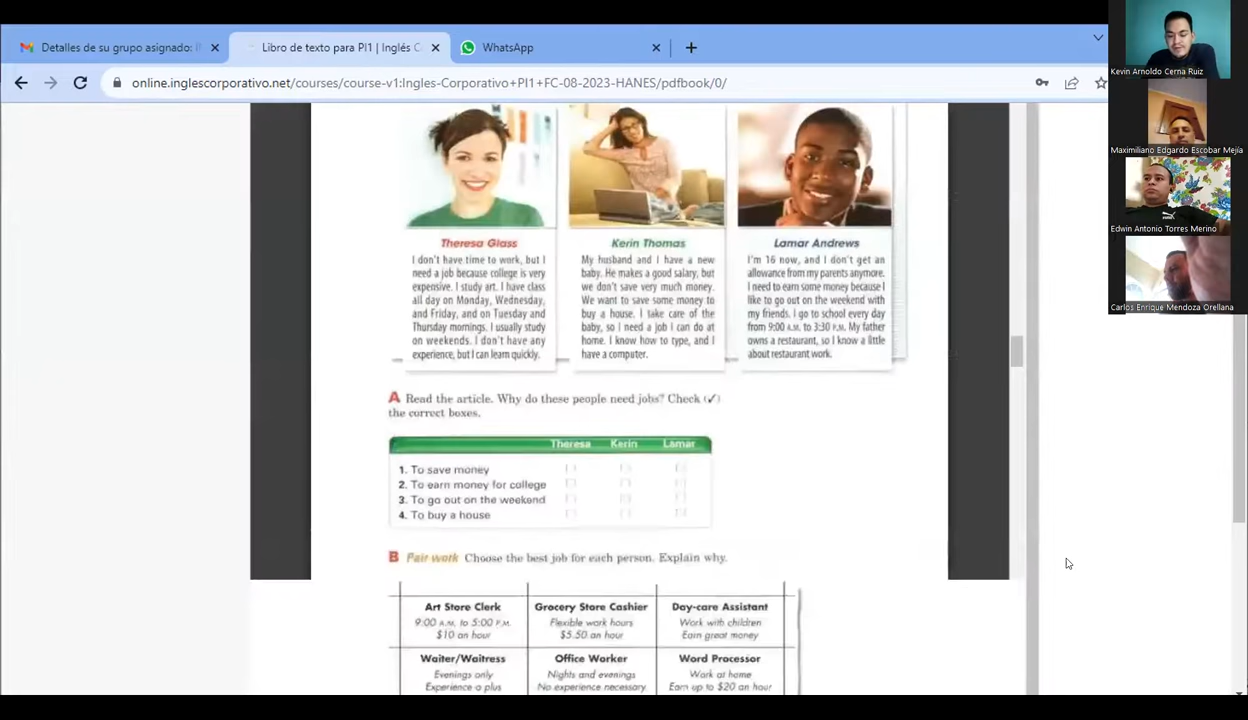 Detalles de su grupo asignado: I
Libro de texto para PI1 | Inglés C
WhatsApp
online.inglescorporativo.net/courses/course-v1:Ingles-Corporativo+PI1+FC-08-2023-HANES/pdfbook/0/
Kevin Arnoldo Cerna Ruiz
Maximiliano Edgardo Escobar Mejía
Edwin Antonio Torres Merino
Carlos Enrique Mendoza Orellana
Theresa Glass
I don't have time to work, but I
need a job because college is very
expensive. I study art. I have class
all day on Monday, Wednesday,
and Friday, and on Tuesday and
Thursday mornings. I usually study
on weekends. I don't have any
experience, but I can learn quickly.
Kerin Thomas
My husband and I have a new
baby. He makes a good salary, but
we don't save very much money.
We want to save some money to
buy a house. I take care of the
baby, so I need a job I can do at
home. I know how to type, and I
have a computer.
Lamar Andrews
I'm 16 now, and I don't get an
allowance from my parents anymore.
I need to earn some money because I
like to go out on the weekend with
my friends. I go to school every day
from 9:00 A.M. to 3:30 P.M. My father
owns a restaurant, so I know a little
about restaurant work.
A Read the article. Why do these people need jobs? Check (✓)
the correct boxes.
Theresa Kerin Lamar
1. To save money
2. To earn money for college
3. To go out on the weekend
4. To buy a house
B Pair work Choose the best job for each person. Explain why.
Art Store Clerk
9:00 A.M. to 5:00 P.M.
$10 an hour
Grocery Store Cashier
Flexible work hours
$5.50 an hour
Day-care Assistant
Work with children
Earn great money
Waiter/Waitress
Evenings only
Experience a plus
Office Worker
Nights and evenings
No experience necessary
Word Processor
Work at home
Earn up to $20 an hour